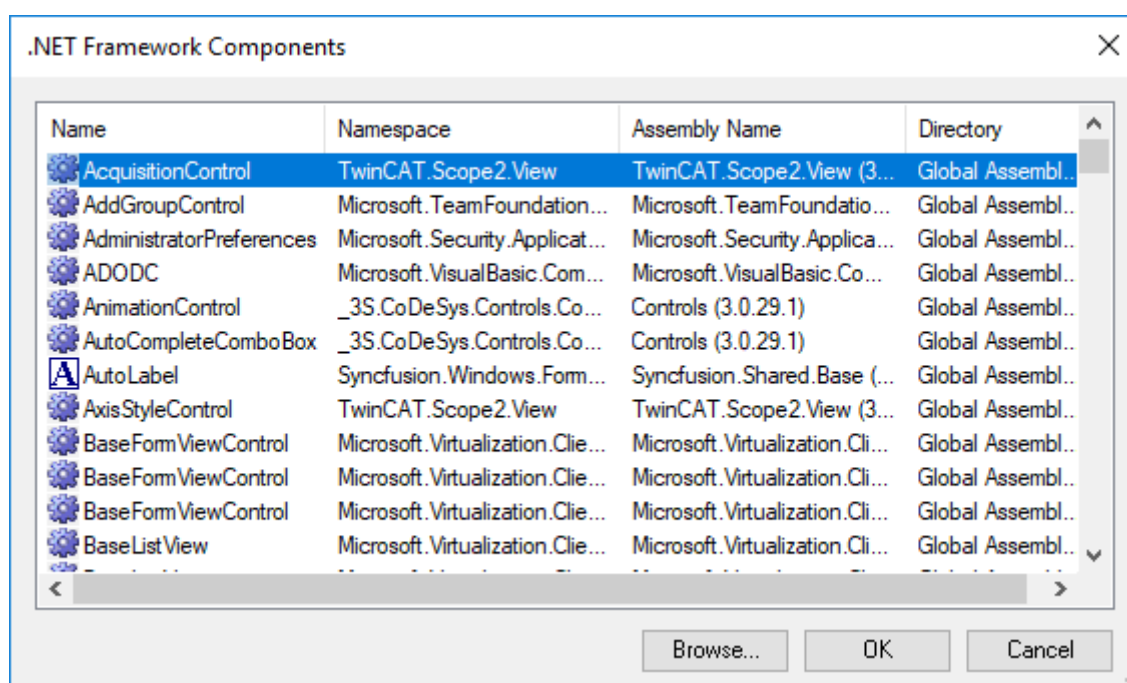 .NET Framework Components
Name Namespace Assembly Name Directory
AcquisitionControl TwinCAT.Scope2.View TwinCAT.Scope2.View (3... Global Assembl..
AddGroupControl Microsoft.TeamFoundation... Microsoft.TeamFoundatio... Global Assembl..
AdministratorPreferences Microsoft.Security.Applicat... Microsoft.Security.Applica... Global Assembl..
ADODC Microsoft.VisualBasic.Com... Microsoft.VisualBasic.Co... Global Assembl..
AnimationControl _3S.CoDeSys.Controls.Co... Controls (3.0.29.1) Global Assembl..
AutoCompleteComboBox _3S.CoDeSys.Controls.Co... Controls (3.0.29.1) Global Assembl..
A AutoLabel Syncfusion.Windows.Form... Syncfusion.Shared.Base (... Global Assembl..
AxisStyleControl TwinCAT.Scope2.View TwinCAT.Scope2.View (3... Global Assembl..
BaseFormViewControl Microsoft.Virtualization.Clie... Microsoft.Virtualization.Cli... Global Assembl..
BaseFormViewControl Microsoft.Virtualization.Clie... Microsoft.Virtualization.Cli... Global Assembl..
BaseFormViewControl Microsoft.Virtualization.Clie... Microsoft.Virtualization.Cli... Global Assembl..
BaseListView Microsoft.Virtualization.Clie... Microsoft.Virtualization.Cli... Global Assembl..
Browse... OK Cancel